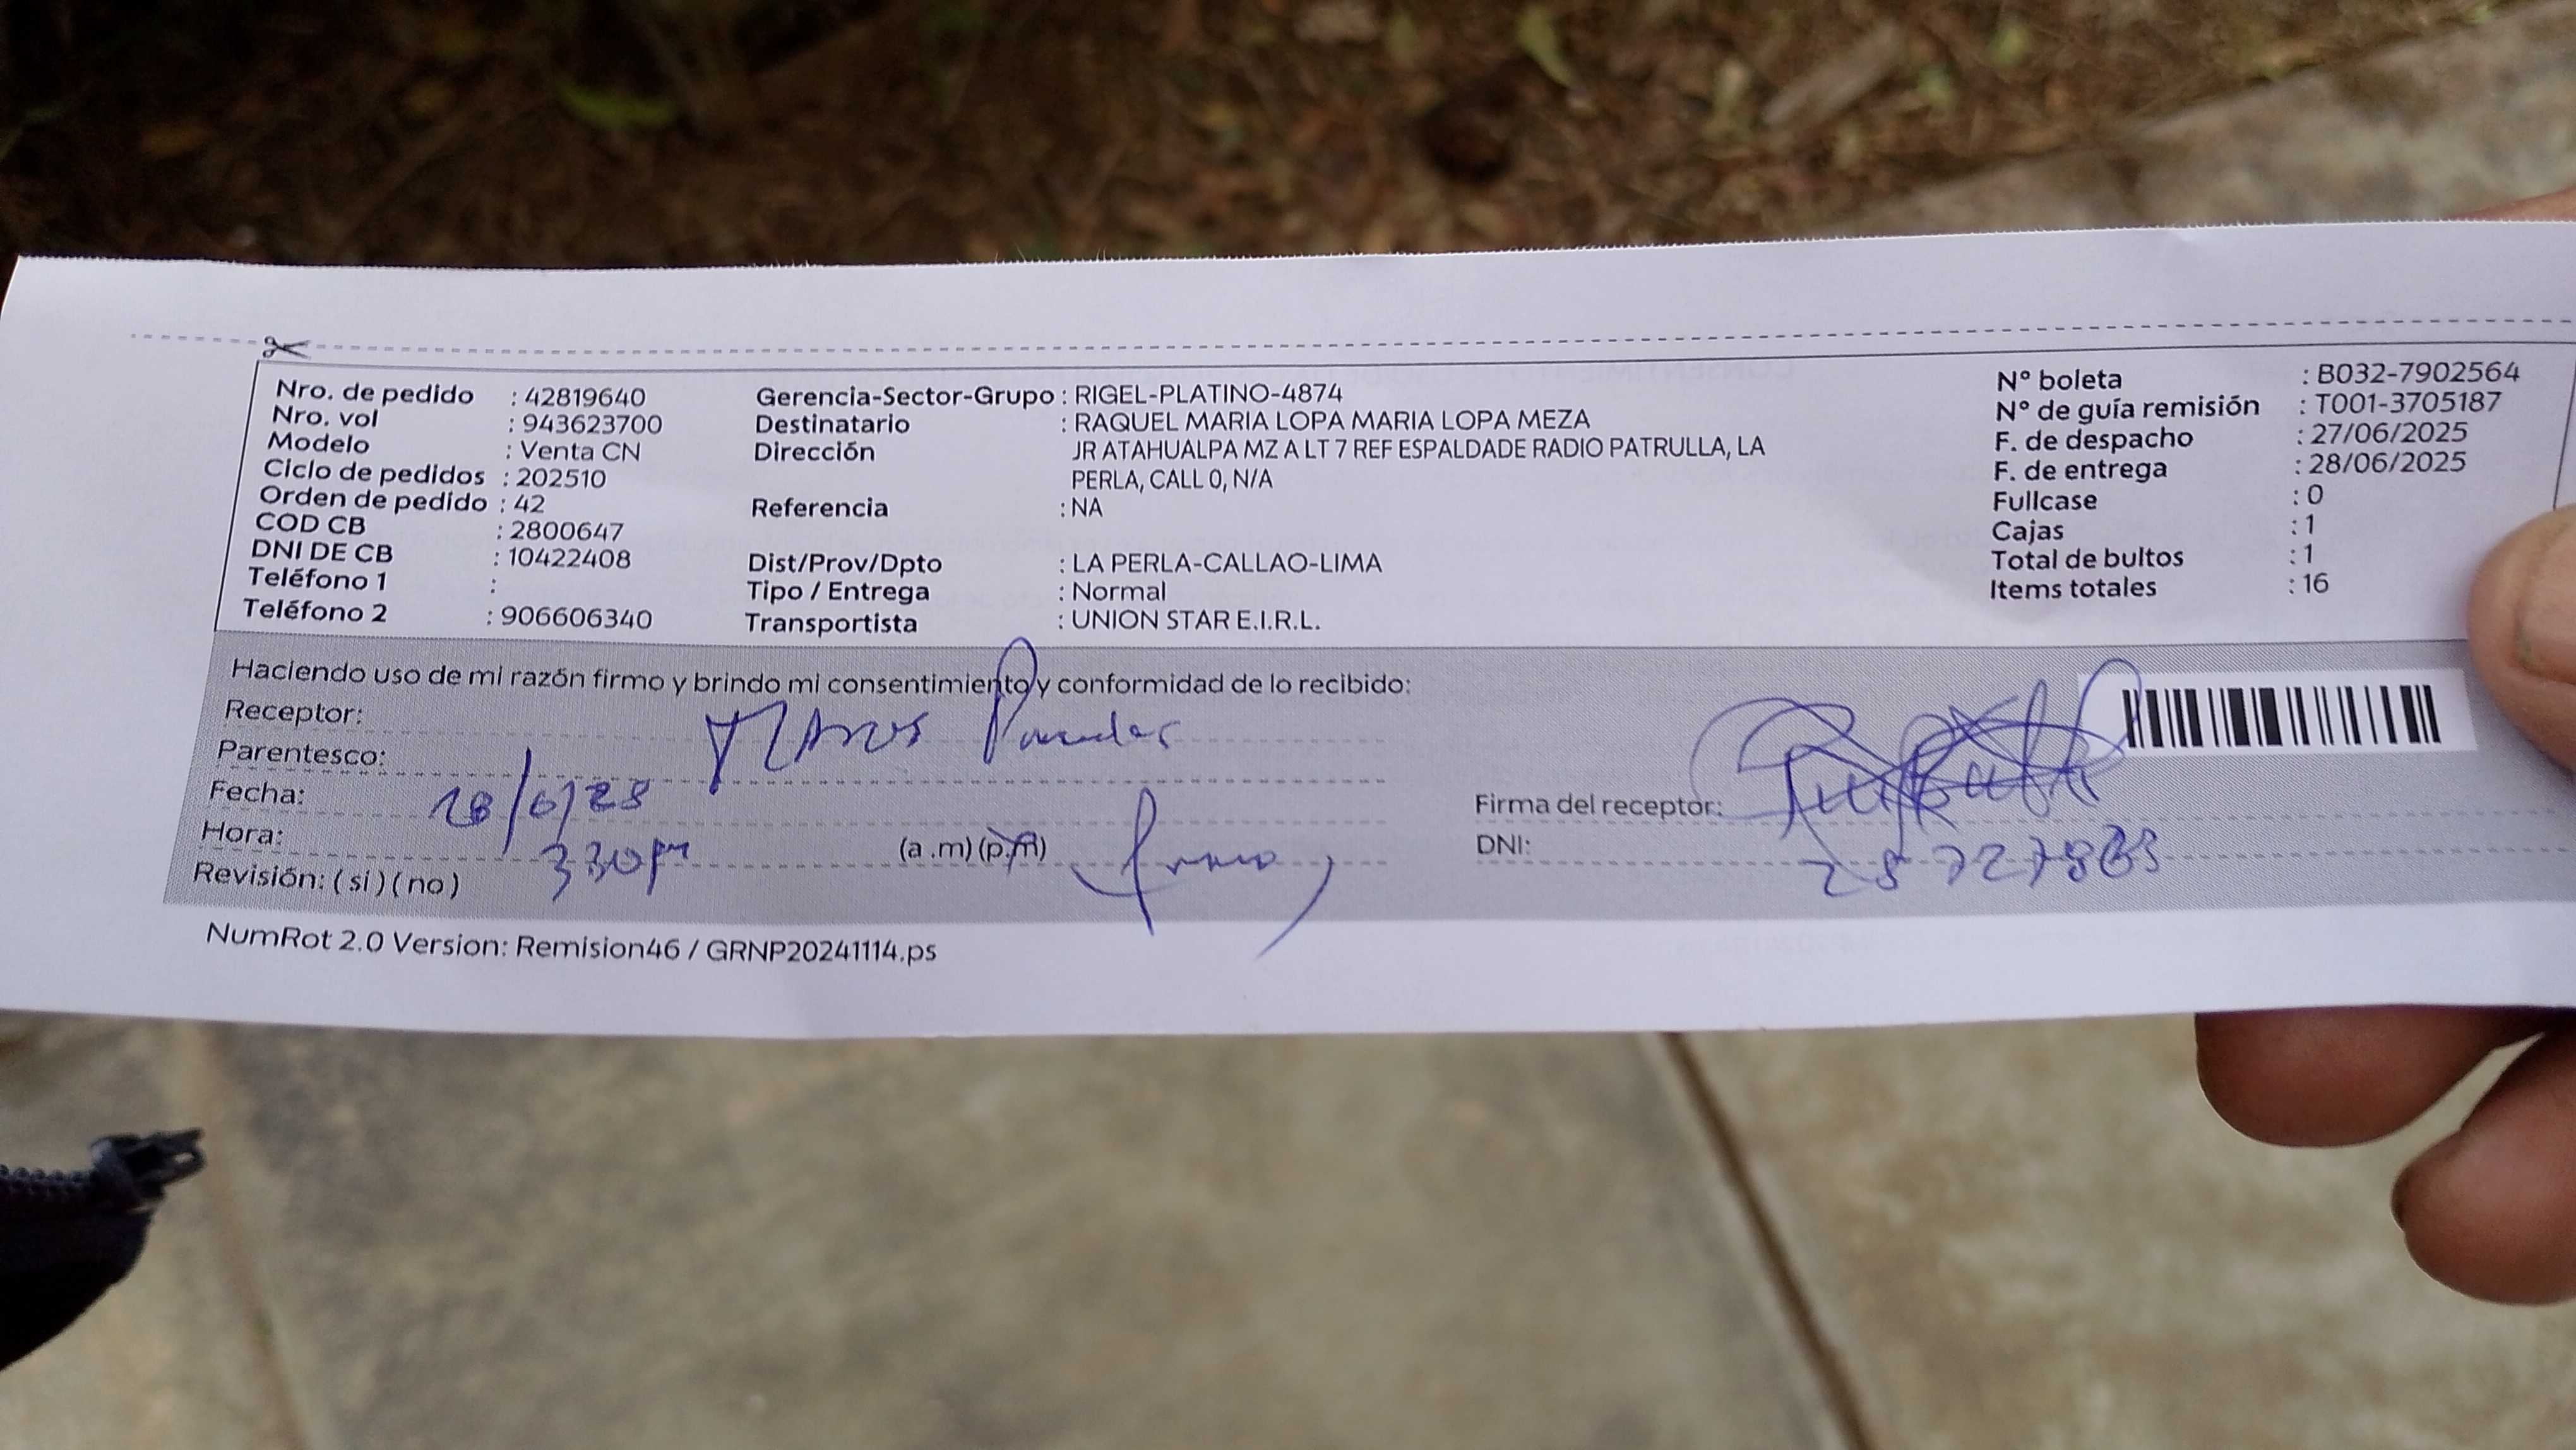 Nro. de pedido : 42819640
Nro. vol : 943623700
Modelo : Venta CN
Ciclo de pedidos : 202510
Orden de pedido : 42
COD CB : 2800647
DNI DE CB : 10422408
Teléfono 1 :
Teléfono 2 : 906606340
Gerencia-Sector-Grupo : RIGEL-PLATINO-4874
Destinatario : RAQUEL MARIA LOPA MARIA LOPA MEZA
Dirección JR ATAHUALPA MZ A LT 7 REF ESPALDADE RADIO PATRULLA, LA
PERLA, CALL 0, N/A
Referencia : NA
Dist/Prov/Dpto : LA PERLA-CALLAO-LIMA
Tipo / Entrega : Normal
Transportista : UNION STAR E.I.R.L.
N° boleta : B032-7902564
N° de guía remisión : T001-3705187
F. de despacho : 27/06/2025
F. de entrega : 28/06/2025
Fullcase : 0
Cajas : 1
Total de bultos : 1
Items totales : 16
Haciendo uso de mi razón firmo y brindo mi consentimiento y conformidad de lo recibido:
Receptor:
Parentesco:
Fecha:
Hora: 330pm (a .m) (p.m)
Revisión: ( si ) ( no )
Firma del receptor:
DNI:
NumRot 2.0 Version: Remision46 / GRNP20241114.ps